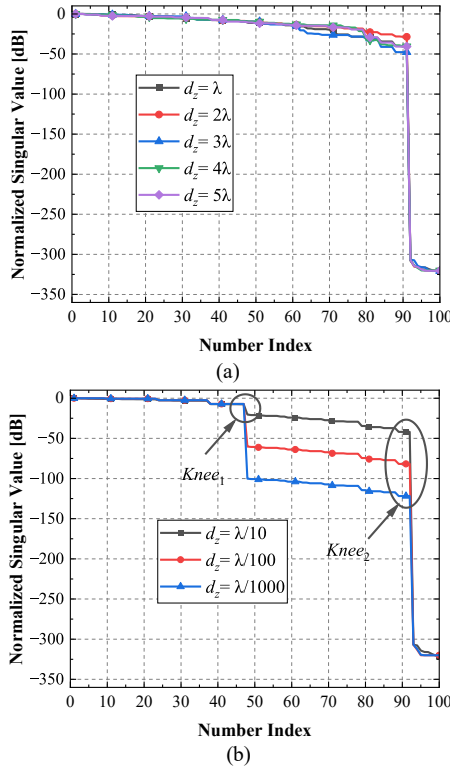 0
−50
−100
−150
−200
−250
−300
−350
Normalized Singular Value [dB]
d_z= λ
d_z= 2λ
d_z= 3λ
d_z= 4λ
d_z= 5λ
0 10 20 30 40 50 60 70 80 90 100
Number Index
(a)
0
−50
−100
−150
−200
−250
−300
−350
Normalized Singular Value [dB]
Knee₁
Knee₂
d_z= λ/10
d_z= λ/100
d_z= λ/1000
0 10 20 30 40 50 60 70 80 90 100
Number Index
(b)